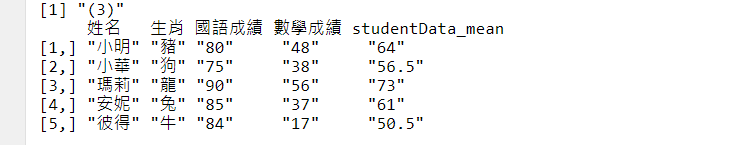 [1] "(3)"
姓名 生肖 國語成績 數學成績 studentData_mean
[1,] "小明" "豬" "80" "48" "64"
[2,] "小華" "狗" "75" "38" "56.5"
[3,] "瑪莉" "龍" "90" "56" "73"
[4,] "安妮" "兔" "85" "37" "61"
[5,] "彼得" "牛" "84" "17" "50.5"